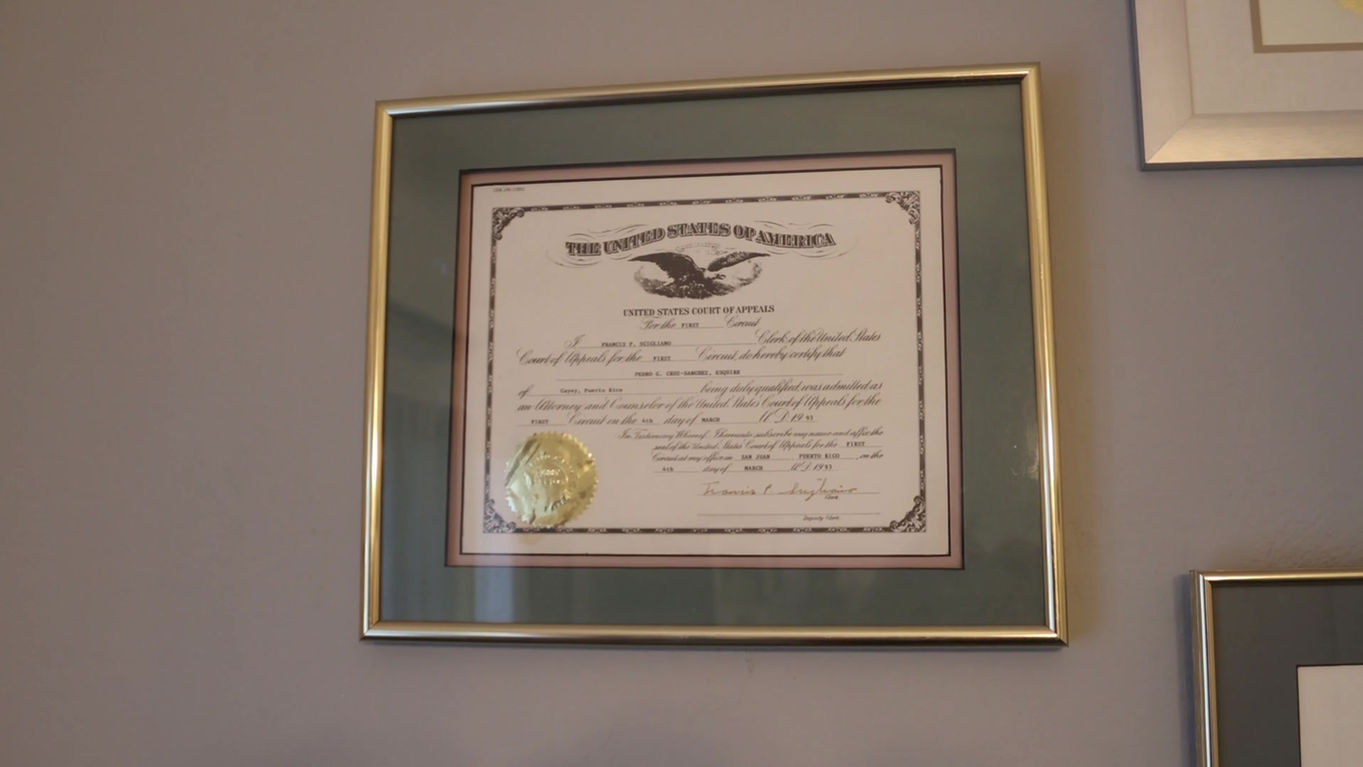 THE UNITED STATES OF AMERICA
UNITED STATES COURT OF APPEALS
For the FIRST Circuit
I FRANCIS P. SCIGLIANO Clerk of the United States
Court of Appeals for the FIRST Circuit, do hereby certify that
PEDRO G. CRUZ-SANCHEZ, ESQUIRE
of Cayey, Puerto Rico being duly qualified was admitted as
an Attorney and Counselor of the United States Court of Appeals for the
FIRST Circuit on the 4th day of MARCH A.D. 19 93
In Testimony Whereof I hereunto subscribe my name and affix the
seal of the United States Court of Appeals for the FIRST
Circuit at my office in SAN JUAN PUERTO RICO , on the
4th day of MARCH A.D. 19 93
Francis P. Scigliano
Clerk
Deputy Clerk